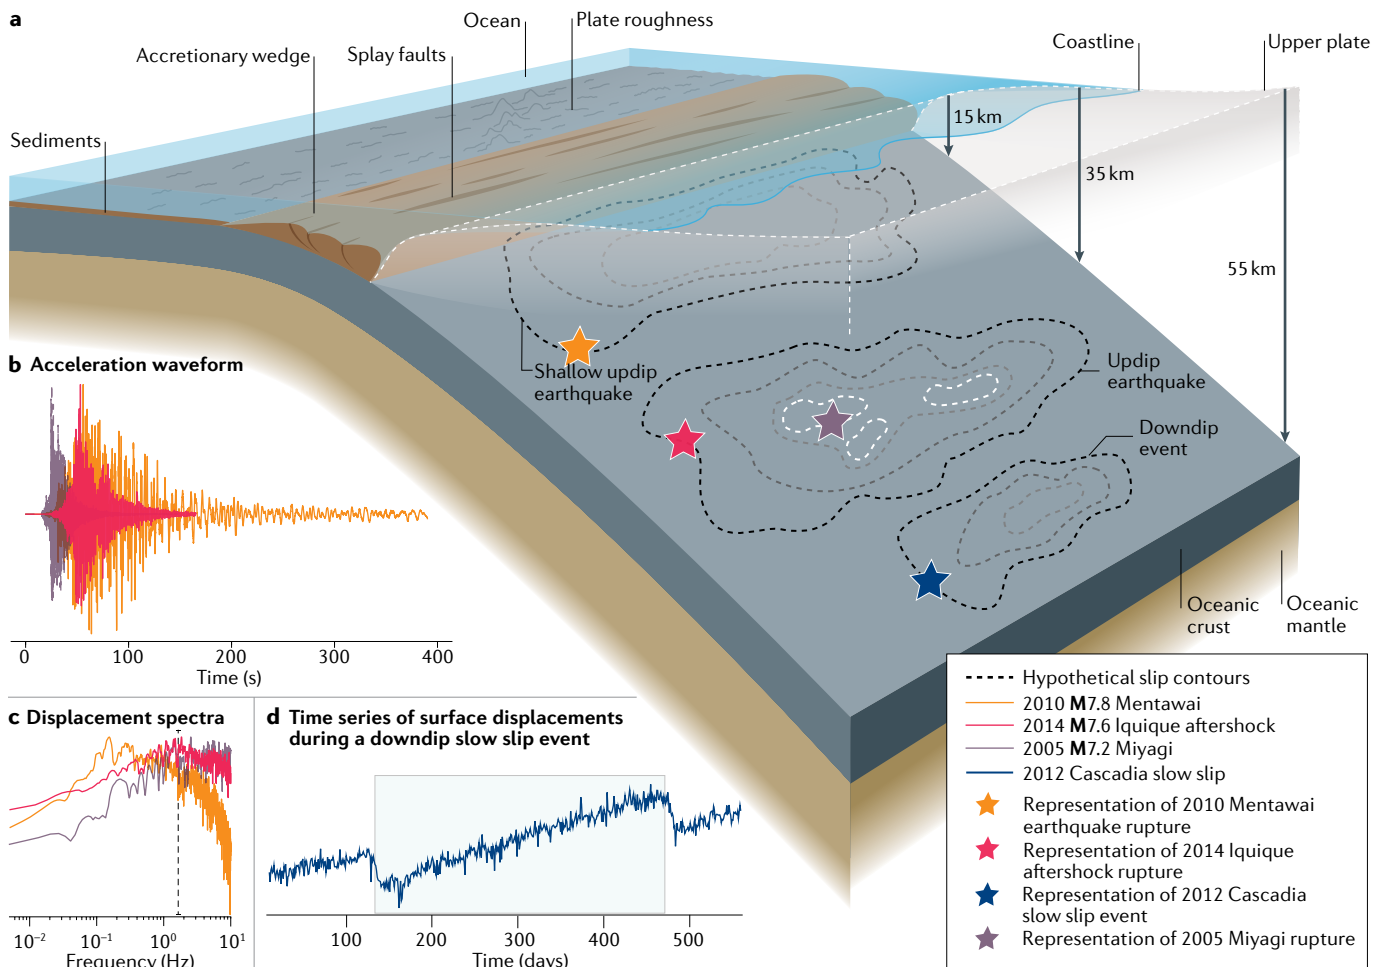 a
Ocean
Plate roughness
Accretionary wedge
Splay faults
Coastline
Upper plate
Sediments
15 km
35 km
55 km
Shallow updip
earthquake
Updip
earthquake
Downdip
event
Oceanic
crust
Oceanic
mantle
b Acceleration waveform
0 100 200 300 400
Time (s)
c Displacement spectra
10⁻² 10⁻¹ 10⁰ 10¹
Frequency (Hz)
d Time series of surface displacements
during a downdip slow slip event
100 200 300 400 500
Time (days)
Hypothetical slip contours
2010 M7.8 Mentawai
2014 M7.6 Iquique aftershock
2005 M7.2 Miyagi
2012 Cascadia slow slip
Representation of 2010 Mentawai
earthquake rupture
Representation of 2014 Iquique
aftershock rupture
Representation of 2012 Cascadia
slow slip event
Representation of 2005 Miyagi rupture